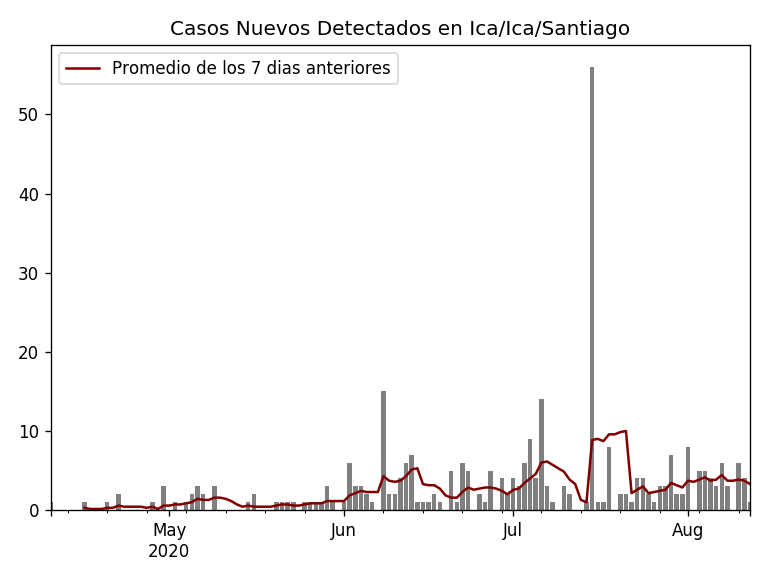 Casos Nuevos Detectados en Ica/Ica/Santiago
Promedio de los 7 dias anteriores
50
40
30
20
10
0
May
2020
Jun
Jul
Aug